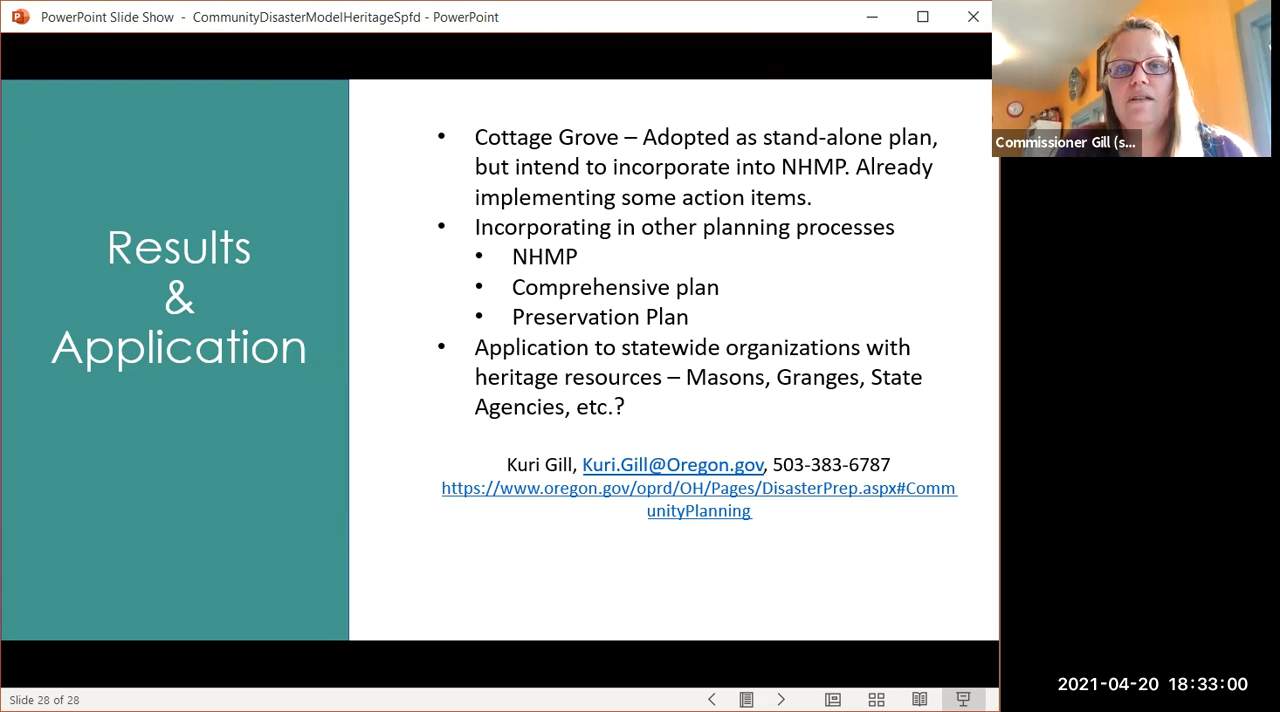 PowerPoint Slide Show - CommunityDisasterModelHeritageSpfd - PowerPoint
Commissioner Gill (s...
Results
&
Application
• Cottage Grove – Adopted as stand-alone plan,
but intend to incorporate into NHMP. Already
implementing some action items.
• Incorporating in other planning processes
• NHMP
• Comprehensive plan
• Preservation Plan
• Application to statewide organizations with
heritage resources – Masons, Granges, State
Agencies, etc.?
Kuri Gill, Kuri.Gill@Oregon.gov, 503-383-6787
https://www.oregon.gov/oprd/OH/Pages/DisasterPrep.aspx#Comm
unityPlanning
2021-04-20 18:33:00
Slide 28 of 28